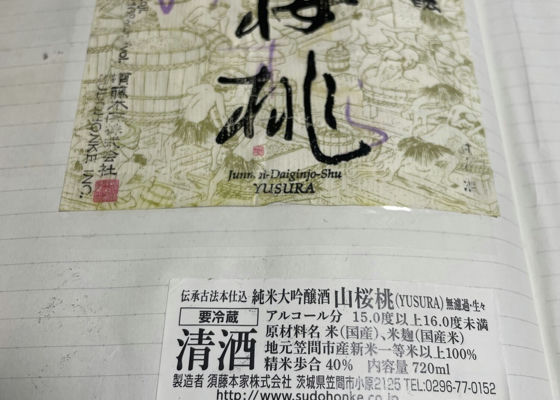 桜桃
Junmai-Daiginjo-Shu
YUSURA
須藤本家株式会社
SUDOHONKE INC.
伝承古法本仕込 純米大吟醸酒 山桜桃(YUSURA)無濾過・生々
要冷蔵 アルコール分 15.0度以上16.0度未満
清酒 原材料名 米(国産)、米麹(国産米)
地元笠間市産新米一等米以上100%
精米歩合 40% 内容量 720ml
製造者 須藤本家株式会社 茨城県笠間市小原2125 TEL:0296-77-0152
http://www.sudohonke.co.jp